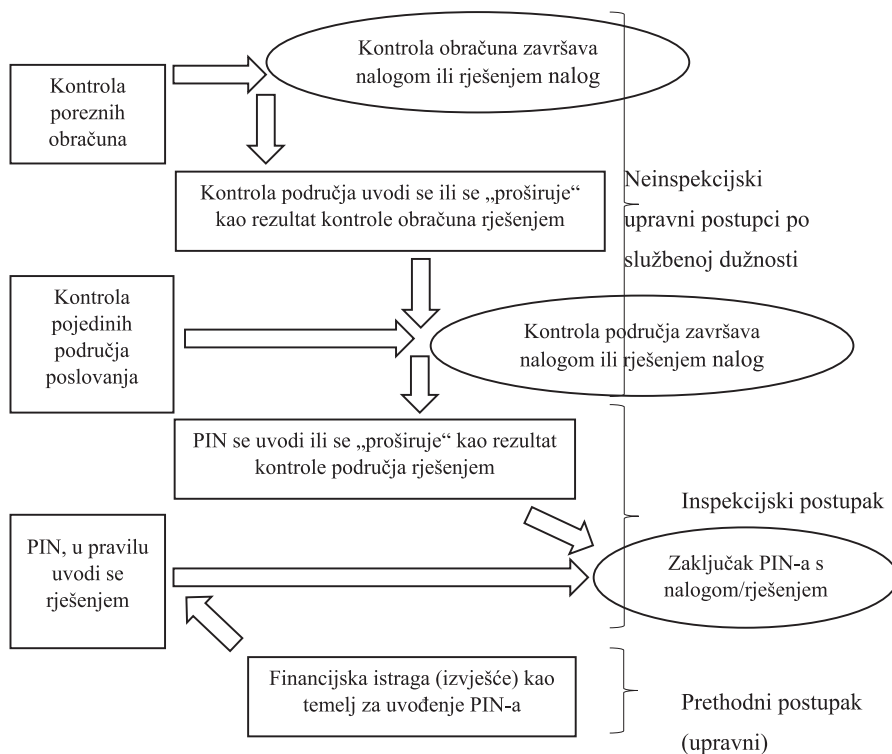 Kontrola obračuna završava
nalogom ili rješenjem nalog
Kontrola
poreznih
obračuna
Kontrola područja uvodi se ili se „proširuje“
kao rezultat kontrole obračuna rješenjem
Neinspekcijski
upravni postupci po
službenoj dužnosti
Kontrola
pojedinih
područja
poslovanja
Kontrola područja završava
nalogom ili rješenjem nalog
PIN se uvodi ili se „proširuje“ kao rezultat
kontrole područja rješenjem
Inspekcijski postupak
PIN, u pravilu
uvodi se
rješenjem
Zaključak PIN-a s
nalogom/rješenjem
Financijska istraga (izvješće) kao
temelj za uvođenje PIN-a
Prethodni postupak
(upravni)